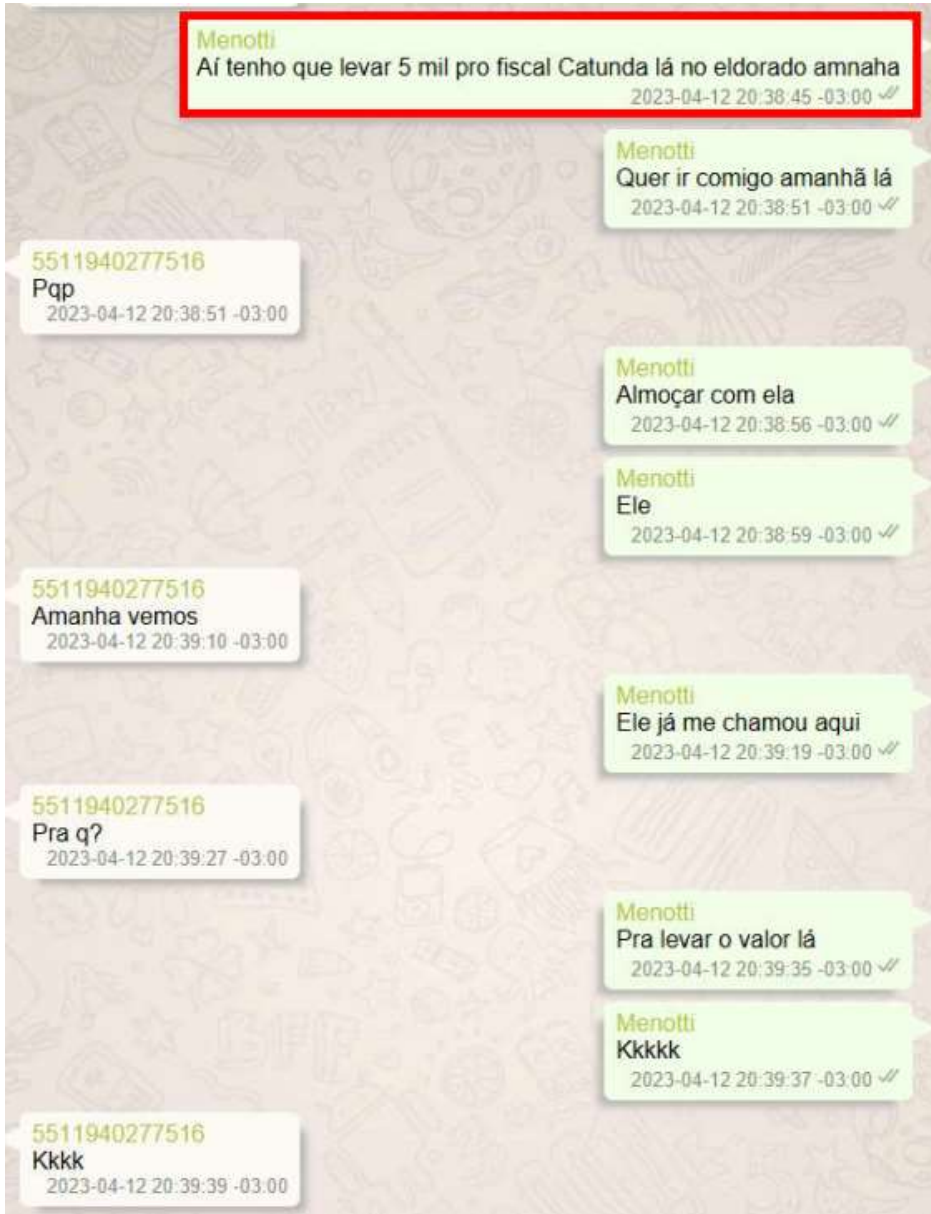 Menotti
Aí tenho que levar 5 mil pro fiscal Catunda lá no eldorado amnaha
2023-04-12 20:38:45 -03:00
Menotti
Quer ir comigo amanhã lá
2023-04-12 20:38:51 -03:00
5511940277516
Pqp
2023-04-12 20:38:51 -03:00
Menotti
Almoçar com ela
2023-04-12 20:38:56 -03:00
Menotti
Ele
2023-04-12 20:38:59 -03:00
5511940277516
Amanha vemos
2023-04-12 20:39:10 -03:00
Menotti
Ele já me chamou aqui
2023-04-12 20:39:19 -03:00
5511940277516
Pra q?
2023-04-12 20:39:27 -03:00
Menotti
Pra levar o valor lá
2023-04-12 20:39:35 -03:00
Menotti
Kkkkk
2023-04-12 20:39:37 -03:00
5511940277516
Kkkk
2023-04-12 20:39:39 -03:00